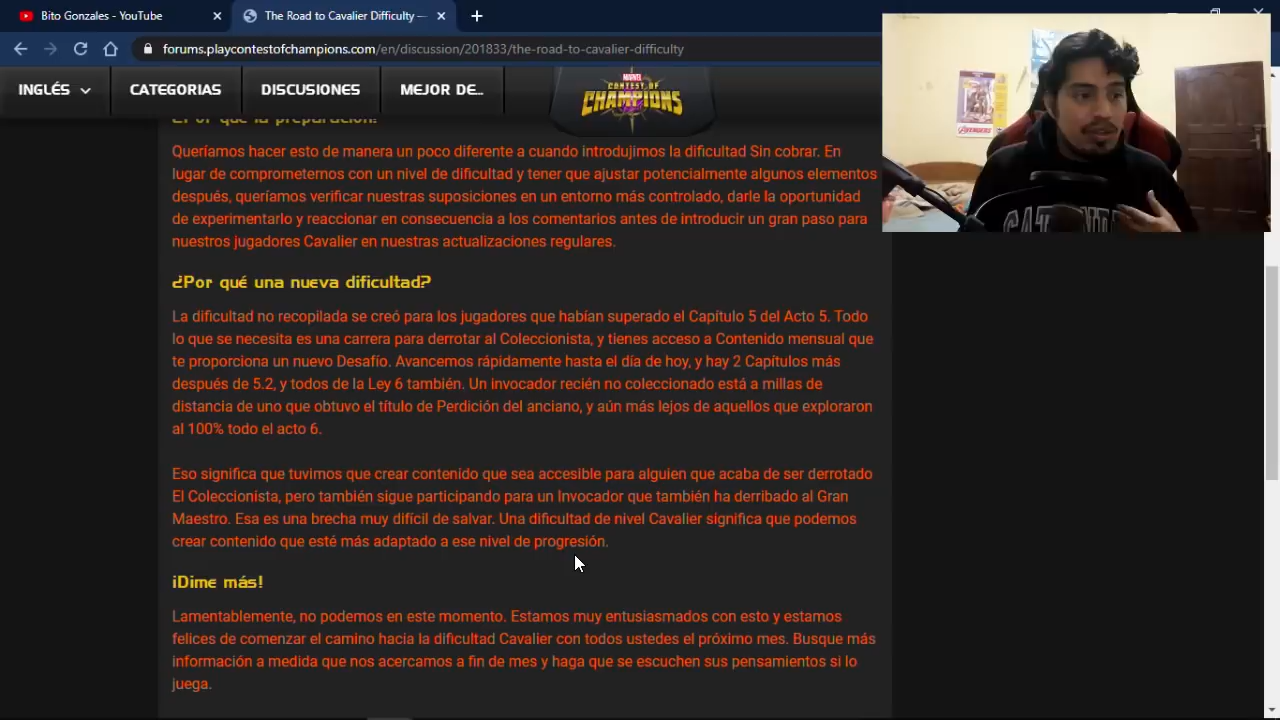 Bito Gonzales - YouTube
The Road to Cavalier Difficulty —
forums.playcontestofchampions.com/en/discussion/201833/the-road-to-cavalier-difficulty
INGLÉS
CATEGORIAS
DISCUSIONES
MEJOR DE...
MARVEL
CONTEST OF
CHAMPIONS
¿Por qué la preparación?
Queríamos hacer esto de manera un poco diferente a cuando introdujimos la dificultad Sin cobrar. En
lugar de comprometernos con un nivel de dificultad y tener que ajustar potencialmente algunos elementos
después, queríamos verificar nuestras suposiciones en un entorno más controlado, darle la oportunidad
de experimentarlo y reaccionar en consecuencia a los comentarios antes de introducir un gran paso para
nuestros jugadores Cavalier en nuestras actualizaciones regulares.
¿Por qué una nueva dificultad?
La dificultad no recopilada se creó para los jugadores que habían superado el Capítulo 5 del Acto 5. Todo
lo que se necesita es una carrera para derrotar al Coleccionista, y tienes acceso a Contenido mensual que
te proporciona un nuevo Desafío. Avancemos rápidamente hasta el día de hoy, y hay 2 Capítulos más
después de 5.2, y todos de la Ley 6 también. Un invocador recién no coleccionado está a millas de
distancia de uno que obtuvo el título de Perdición del anciano, y aún más lejos de aquellos que exploraron
al 100% todo el acto 6.
Eso significa que tuvimos que crear contenido que sea accesible para alguien que acaba de ser derrotado
El Coleccionista, pero también sigue participando para un Invocador que también ha derribado al Gran
Maestro. Esa es una brecha muy difícil de salvar. Una dificultad de nivel Cavalier significa que podemos
crear contenido que esté más adaptado a ese nivel de progresión.
¡Dime más!
Lamentablemente, no podemos en este momento. Estamos muy entusiasmados con esto y estamos
felices de comenzar el camino hacia la dificultad Cavalier con todos ustedes el próximo mes. Busque más
información a medida que nos acercamos a fin de mes y haga que se escuchen sus pensamientos si lo
juega.
AVENGERS